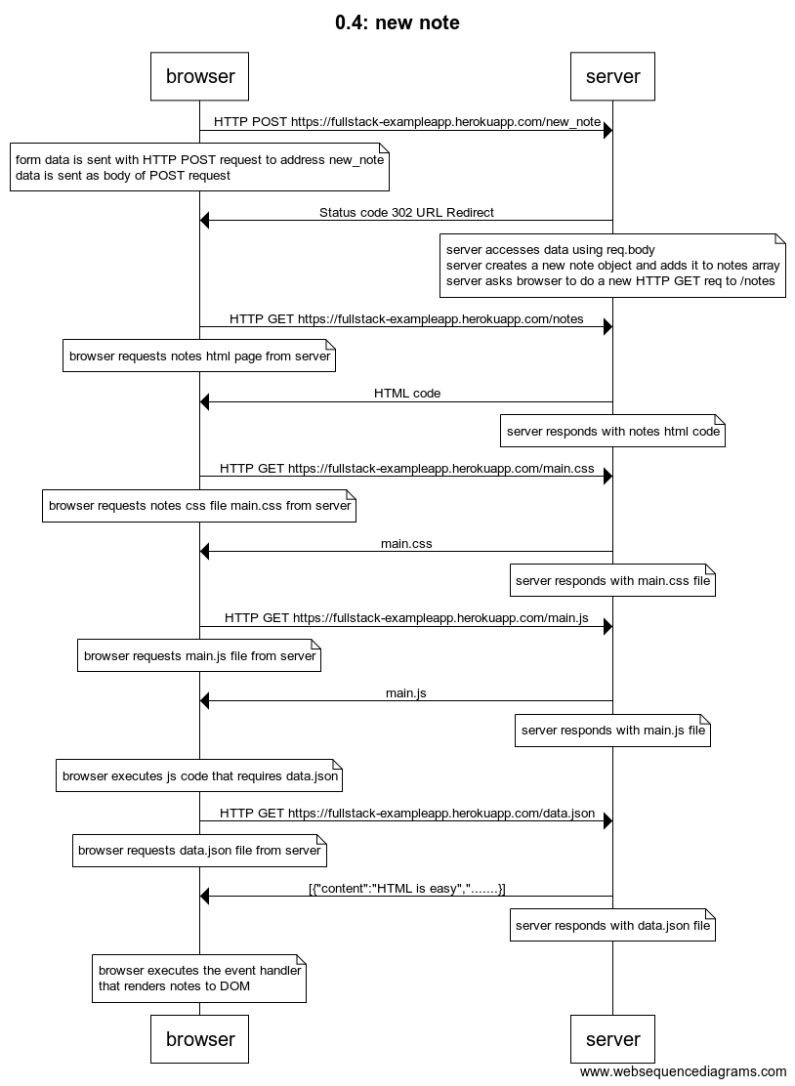 0.4: new note
browser
server
HTTP POST https://fullstack-exampleapp.herokuapp.com/new_note
form data is sent with HTTP POST request to address new_note
data is sent as body of POST request
Status code 302 URL Redirect
server accesses data using req.body
server creates a new note object and adds it to notes array
server asks browser to do a new HTTP GET req to /notes
HTTP GET https://fullstack-exampleapp.herokuapp.com/notes
browser requests notes html page from server
HTML code
server responds with notes html code
HTTP GET https://fullstack-exampleapp.herokuapp.com/main.css
browser requests notes css file main.css from server
main.css
server responds with main.css file
HTTP GET https://fullstack-exampleapp.herokuapp.com/main.js
browser requests main.js file from server
main.js
server responds with main.js file
browser executes js code that requires data.json
HTTP GET https://fullstack-exampleapp.herokuapp.com/data.json
browser requests data.json file from server
[{"content":"HTML is easy",".......}]
server responds with data.json file
browser executes the event handler
that renders notes to DOM
browser
server
www.websequencediagrams.com